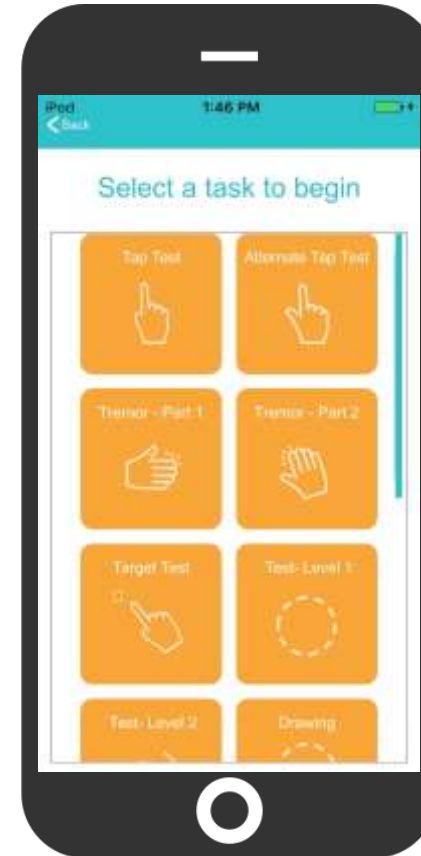 iPod
1:46 PM
Back
Select a task to begin
Tap Test
Alternate Tap Test
Tremor - Part 1
Tremor - Part 2
Target Test
Test- Level 1
Test- Level 2
Drawing